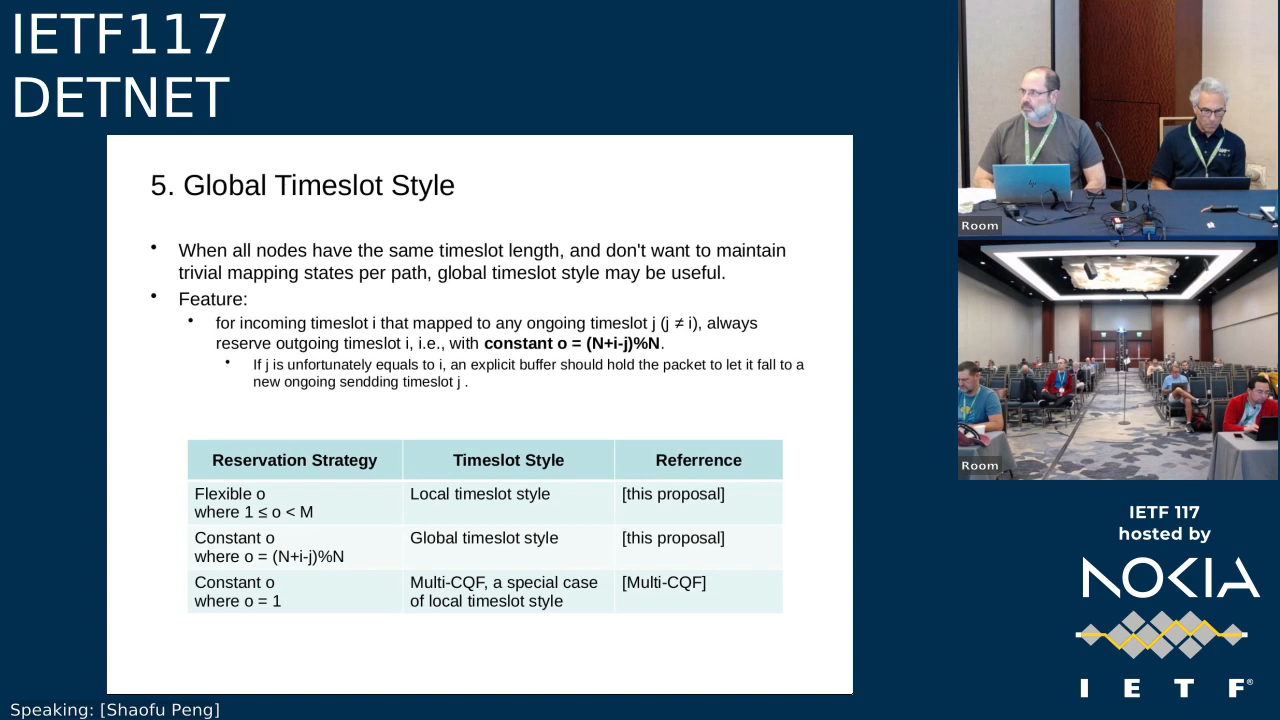 IETF117
DETNET
5. Global Timeslot Style
• When all nodes have the same timeslot length, and don't want to maintain
trivial mapping states per path, global timeslot style may be useful.
• Feature:
• for incoming timeslot i that mapped to any ongoing timeslot j (j ≠ i), always
reserve outgoing timeslot i, i.e., with constant o = (N+i-j)%N.
• If j is unfortunately equals to i, an explicit buffer should hold the packet to let it fall to a
new ongoing sendding timeslot j .
Reservation Strategy Timeslot Style Referrence
Flexible o Local timeslot style [this proposal]
where 1 ≤ o < M
Constant o Global timeslot style [this proposal]
where o = (N+i-j)%N
Constant o Multi-CQF, a special case [Multi-CQF]
where o = 1 of local timeslot style
Room
Room
IETF 117
hosted by
NOKIA
I E T F®
Speaking: [Shaofu Peng]